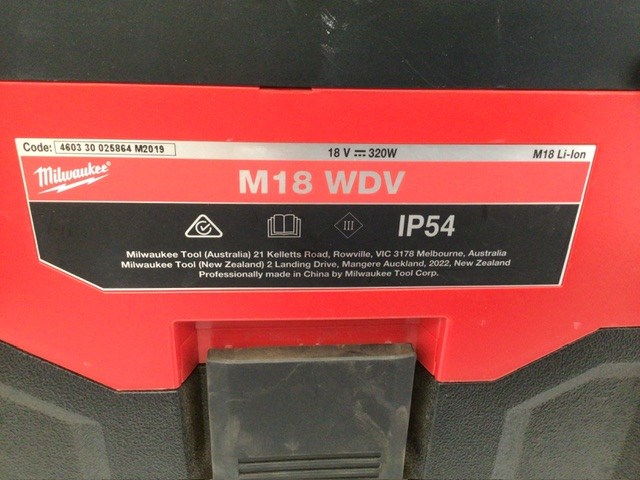 Code: 4603 30 025864 M2019
18 V ⎓ 320W
M18 Li-Ion
Milwaukee®
M18 WDV
III
IP54
Milwaukee Tool (Australia) 21 Kelletts Road, Rowville, VIC 3178 Melbourne, Australia
Milwaukee Tool (New Zealand) 2 Landing Drive, Mangere Auckland, 2022, New Zealand
Professionally made in China by Milwaukee Tool Corp.